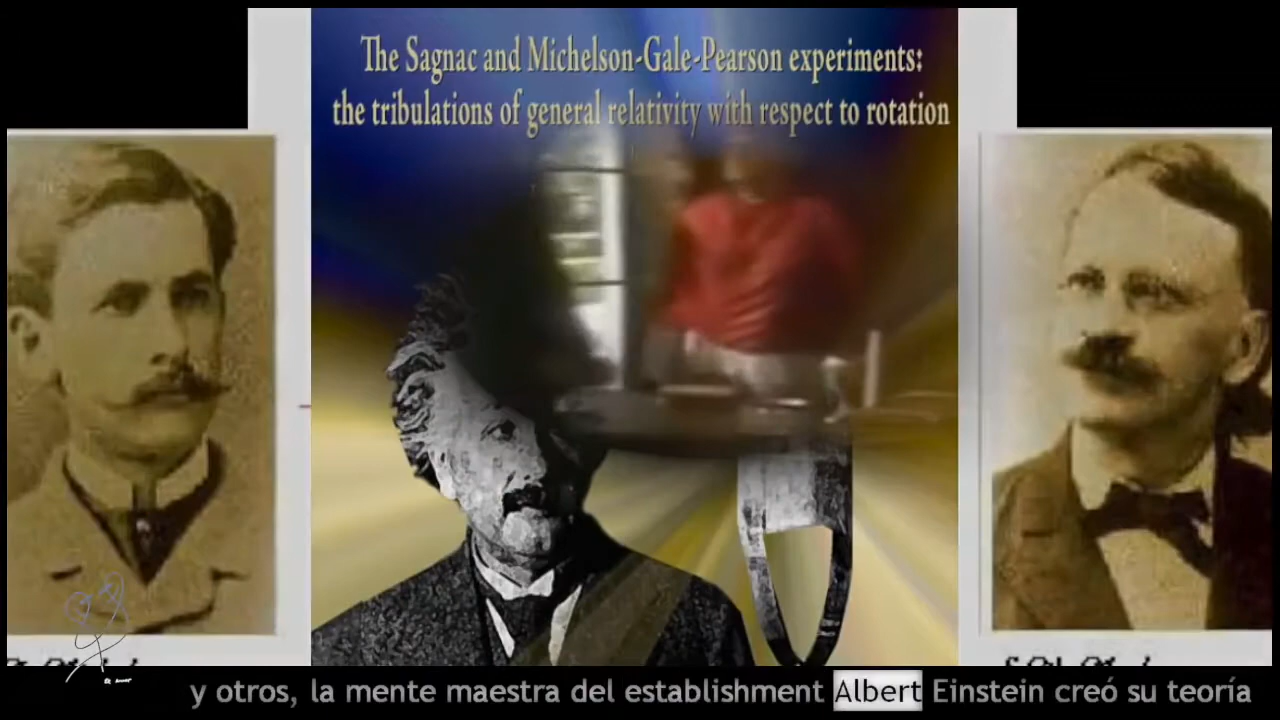 The Sagnac and Michelson-Gale-Pearson experiments:
the tribulations of general relativity with respect to rotation
y otros, la mente maestra del establishment Albert Einstein creó su teoría